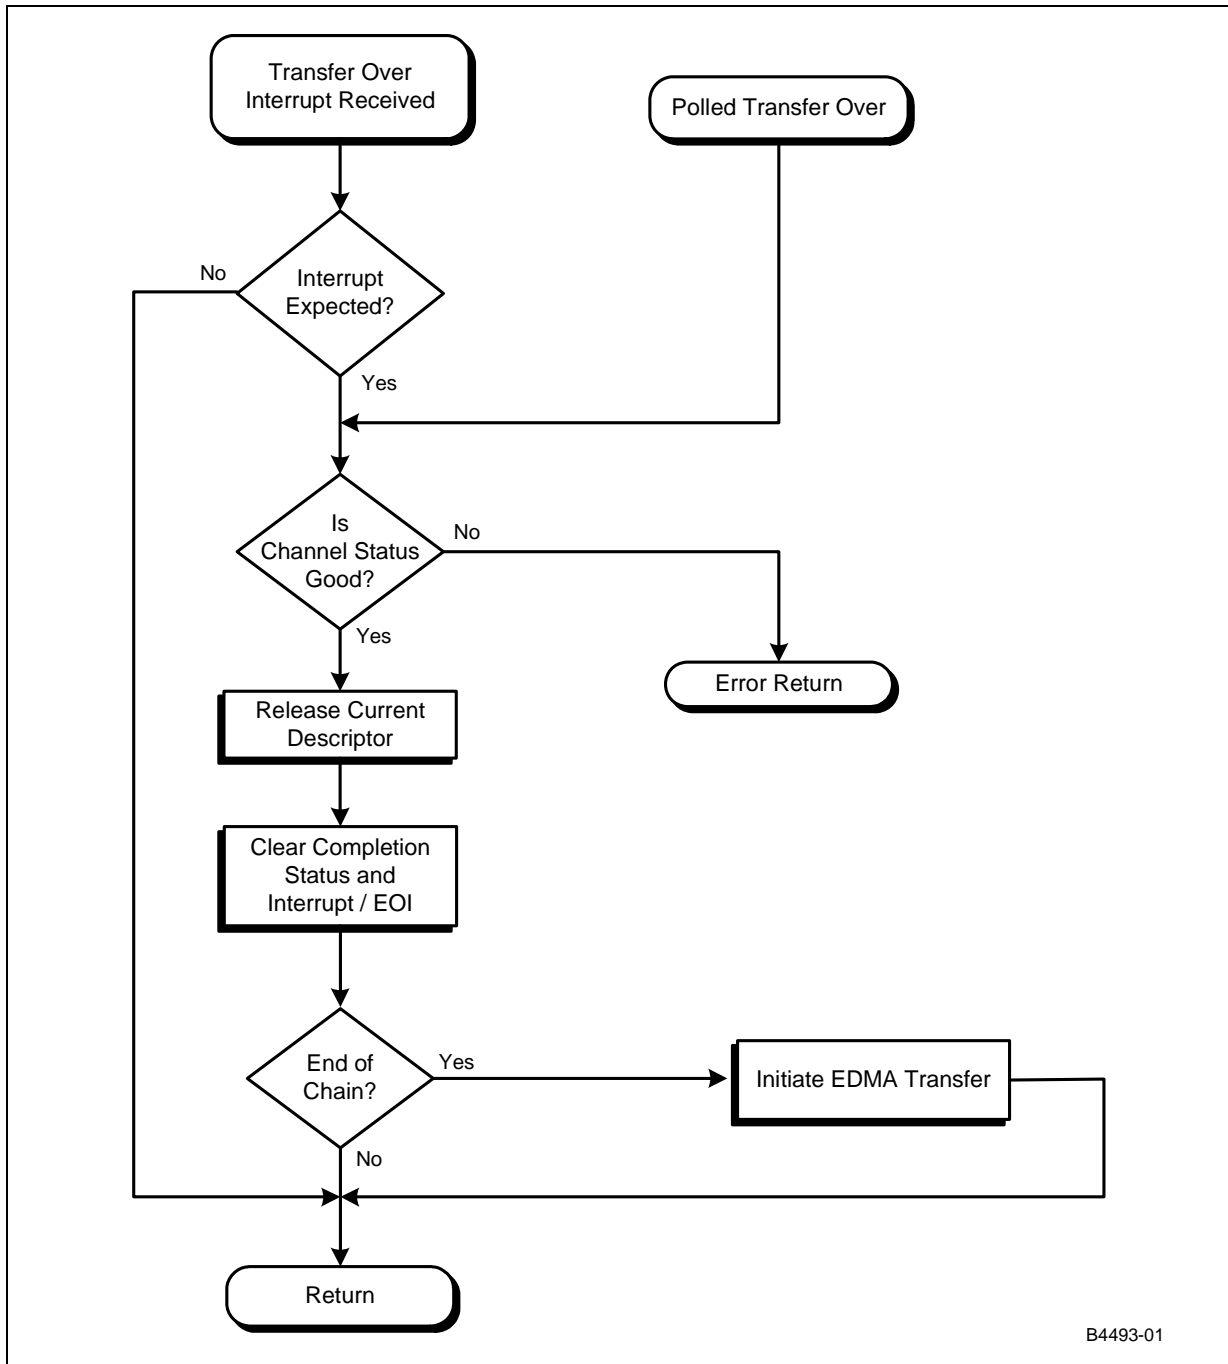 Transfer Over
Interrupt Received
Polled Transfer Over
No
Interrupt
Expected?
Yes
Is
Channel Status
Good?
No
Yes
Error Return
Release Current
Descriptor
Clear Completion
Status and
Interrupt / EOI
End of
Chain?
Yes
Initiate EDMA Transfer
No
Return
B4493-01